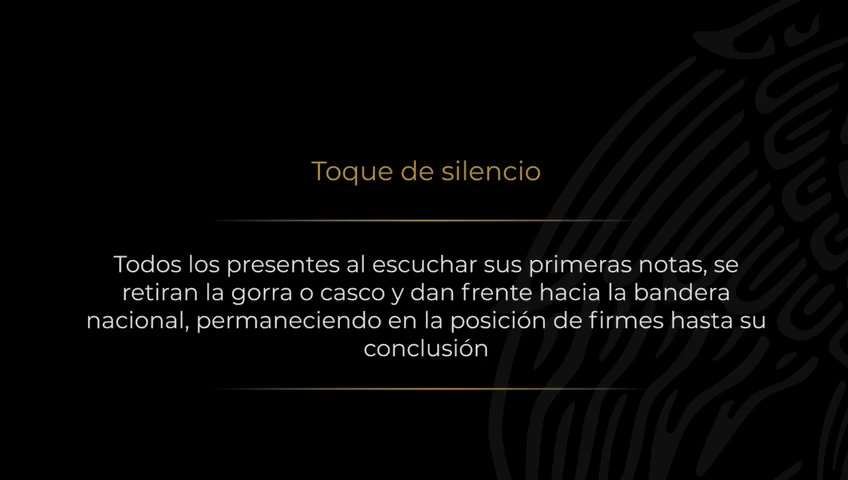 Toque de silencio
Todos los presentes al escuchar sus primeras notas, se
retiran la gorra o casco y dan frente hacia la bandera
nacional, permaneciendo en la posición de firmes hasta su
conclusión